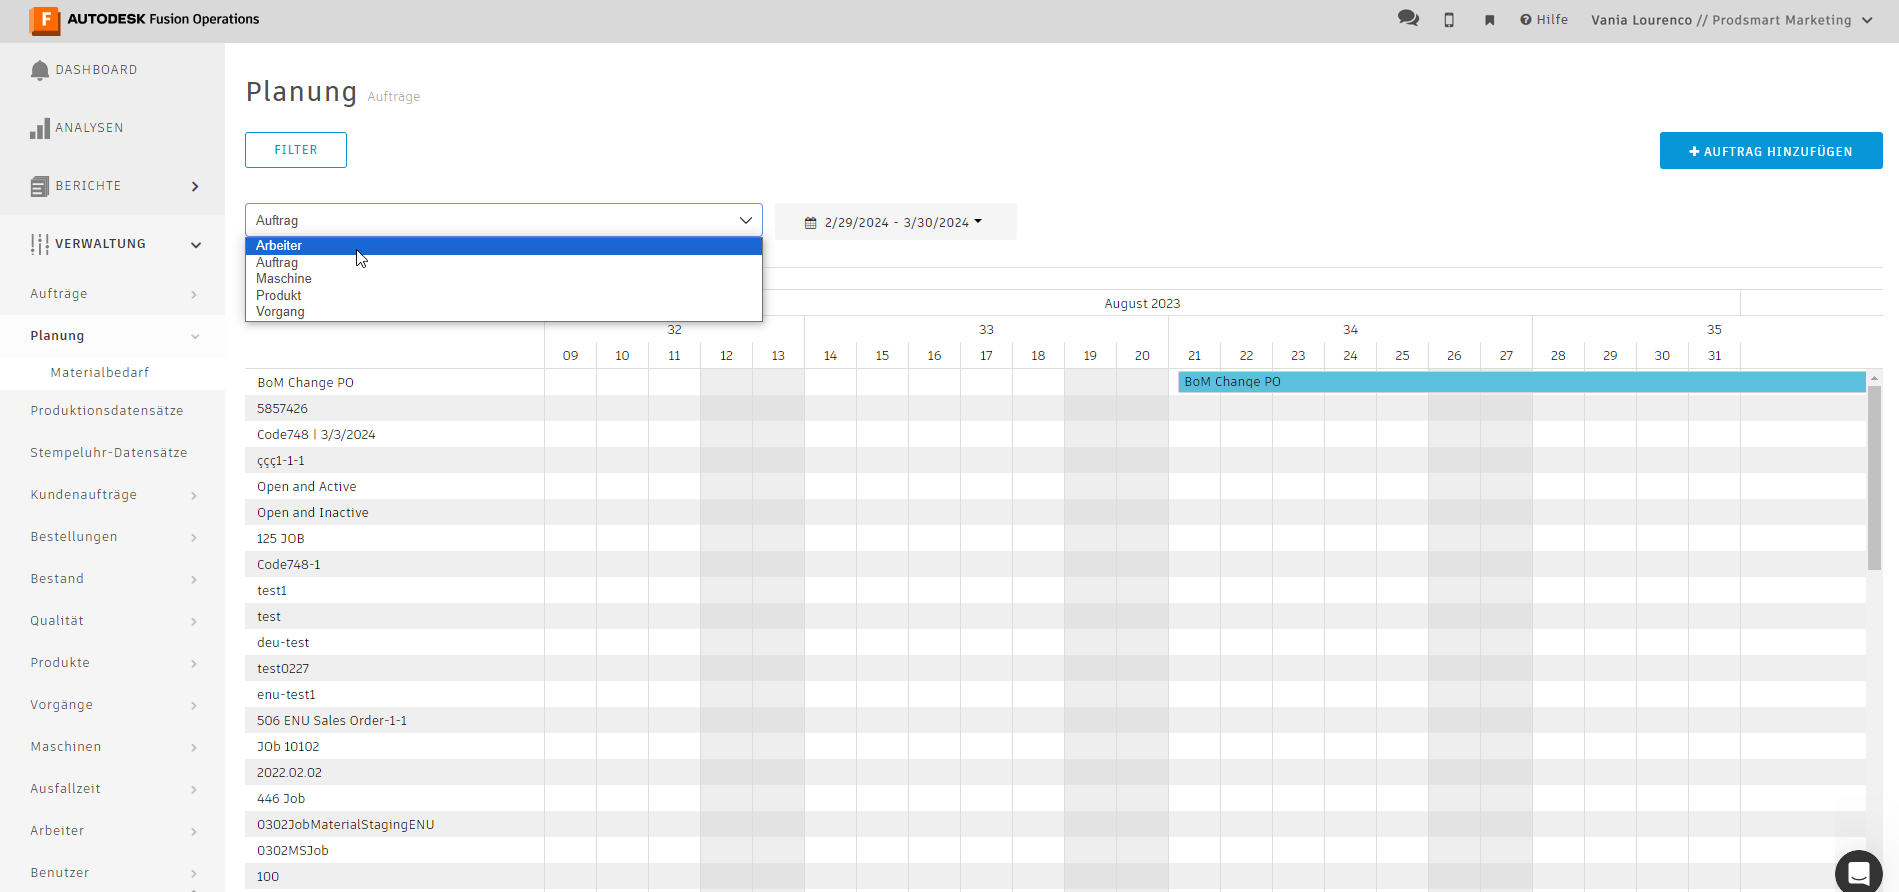 AUTODESK Fusion Operations
Hilfe
Vania Lourenco // Prodsmart Marketing
DASHBOARD
ANALYSEN
BERICHTE
VERWALTUNG
Aufträge
Planung
Materialbedarf
Produktionsdatensätze
Stempeluhr-Datensätze
Kundenaufträge
Bestellungen
Bestand
Qualität
Produkte
Vorgänge
Maschinen
Ausfallzeit
Arbeiter
Benutzer
Planung Aufträge
FILTER
AUFTRAG HINZUFÜGEN
Auftrag
2/29/2024 - 3/30/2024
Arbeiter
Auftrag
Maschine
Produkt
Vorgang
August 2023
32 33 34 35
09 10 11 12 13 14 15 16 17 18 19 20 21 22 23 24 25 26 27 28 29 30 31
BoM Change PO
BoM Change PO
5857426
Code748 | 3/3/2024
ççç1-1-1
Open and Active
Open and Inactive
125 JOB
Code748-1
test1
test
deu-test
test0227
enu-test1
506 ENU Sales Order-1-1
JOb 10102
2022.02.02
446 Job
0302JobMaterialStagingENU
0302MSJob
100